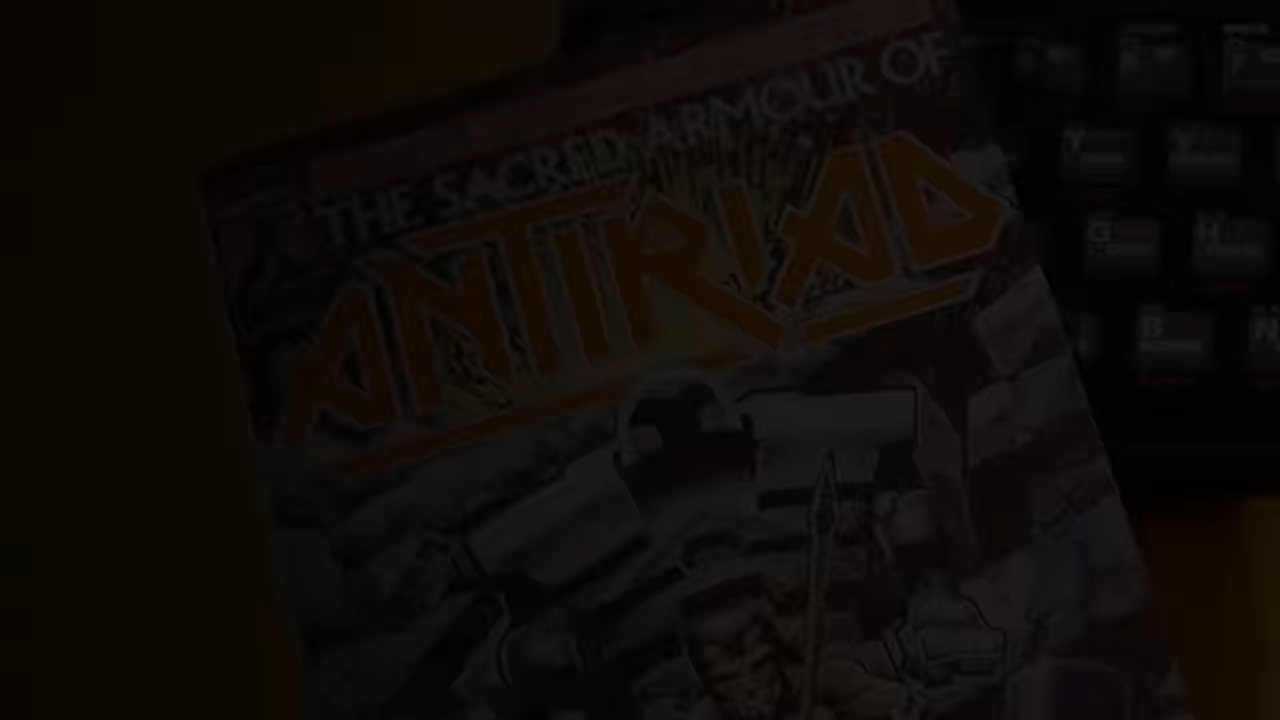 THE SACRED ARMOUR OF
ANTIRIAD
T
Y
G
H
B
N